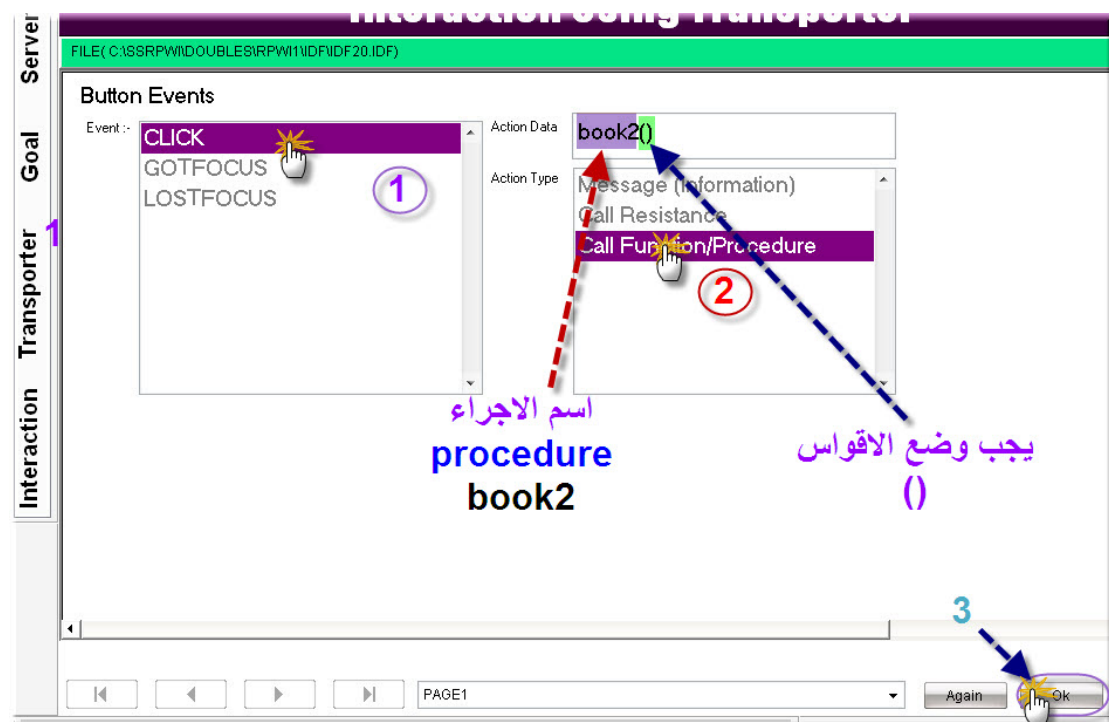 Interaction Using Transporter
FILE( C:\SSRPWI\DOUBLES\RPWI1\IDF\IDF20.IDF)
Server
Goal
Transporter
Interaction
1
Button Events
Event :-
CLICK
GOTFOCUS
LOSTFOCUS
1
Action Data
book2()
Action Type
Message (Information)
Call Resistance
Call Function/Procedure
2
اسم الاجراء
procedure
book2
يجب وضع الاقواس
()
3
PAGE1
Again
Ok